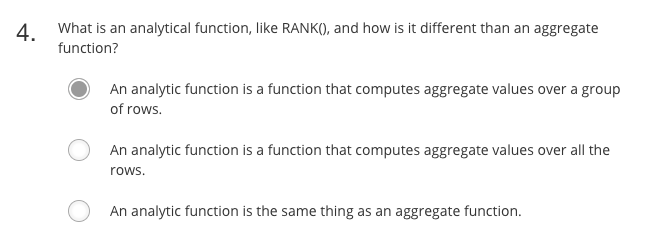 4. What is an analytical function, like RANK(), and how is it different than an aggregate
function?
An analytic function is a function that computes aggregate values over a group
of rows.
An analytic function is a function that computes aggregate values over all the
rows.
An analytic function is the same thing as an aggregate function.